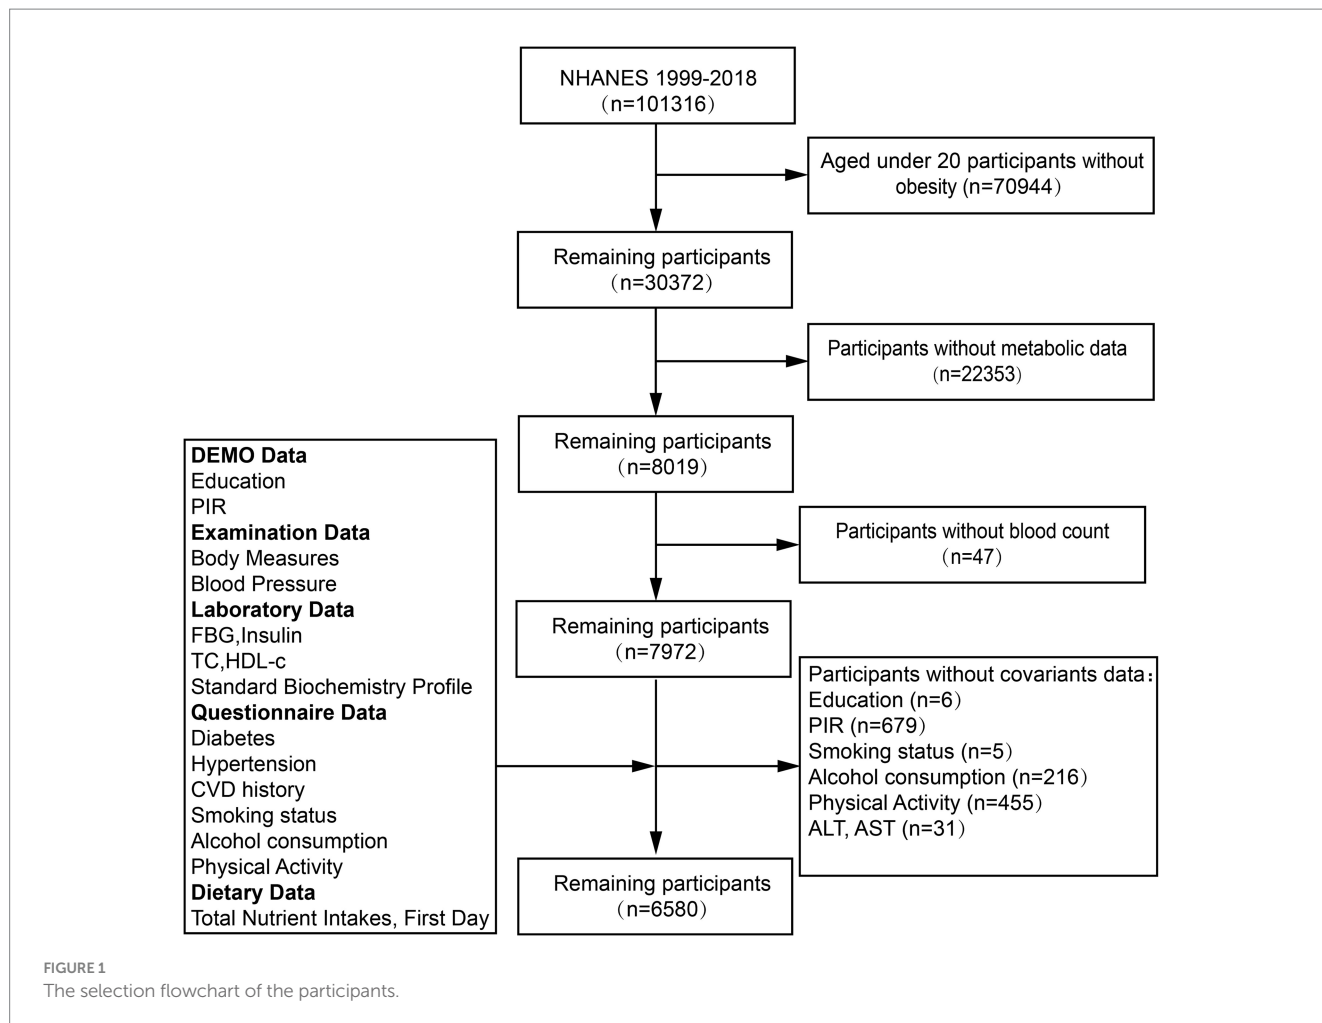 NHANES 1999-2018
（n=101316）
Aged under 20 participants without
obesity (n=70944）
Remaining participants
（n=30372）
Participants without metabolic data
（n=22353）
Remaining participants
（n=8019）
Participants without blood count
（n=47）
Remaining participants
（n=7972）
DEMO Data
Education
PIR
Examination Data
Body Measures
Blood Pressure
Laboratory Data
FBG,Insulin
TC,HDL-c
Standard Biochemistry Profile
Questionnaire Data
Diabetes
Hypertension
CVD history
Smoking status
Alcohol consumption
Physical Activity
Dietary Data
Total Nutrient Intakes, First Day
Participants without covariants data：
Education (n=6）
PIR (n=679）
Smoking status (n=5）
Alcohol consumption (n=216）
Physical Activity (n=455）
ALT, AST (n=31）
Remaining participants
（n=6580）
FIGURE 1
The selection flowchart of the participants.